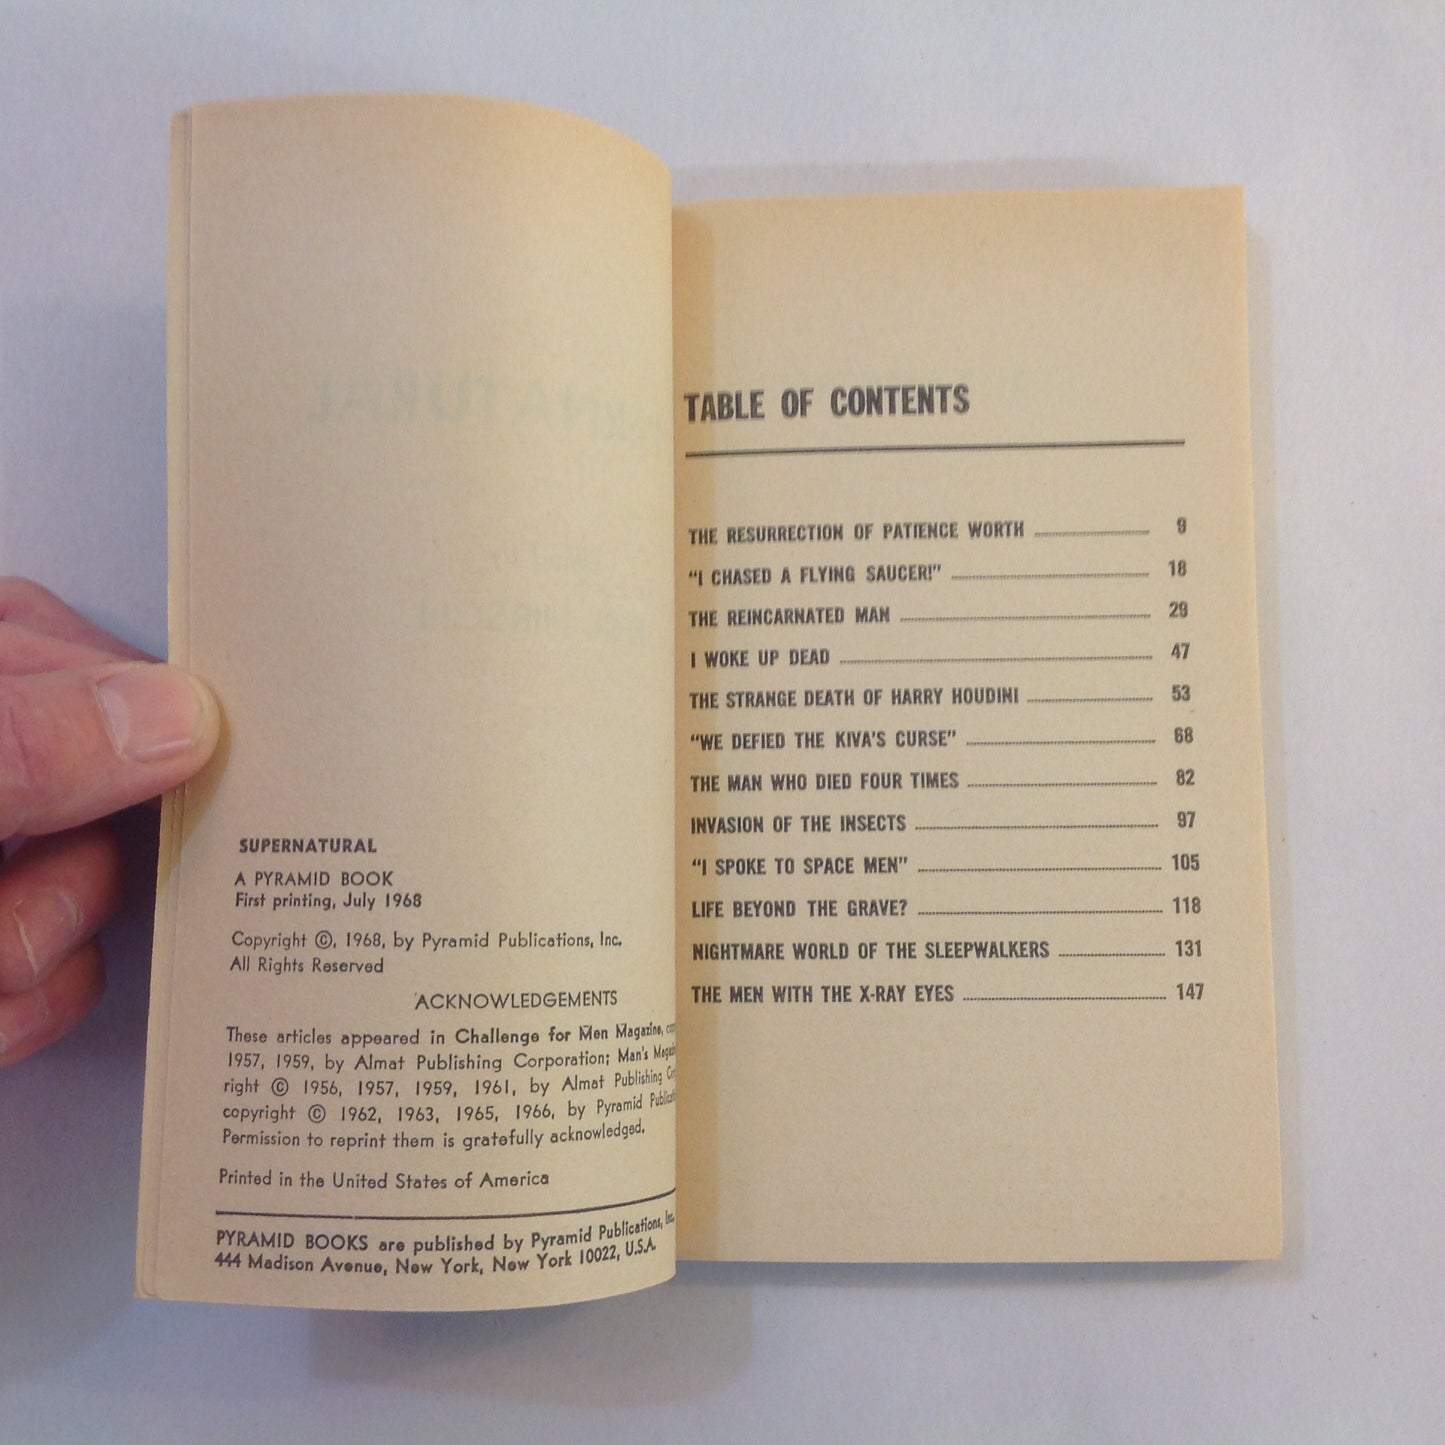 SUPERNATURAL
A PYRAMID BOOK
First printing, July 1968
Copyright ©, 1968, by Pyramid Publications, Inc.
All Rights Reserved
ACKNOWLEDGEMENTS
These articles appeared in Challenge for Men Magazine,
1957, 1959, by Almat Publishing Corporation; Man's
right © 1956, 1957, 1959, 1961, by Almat Publishing
copyright © 1962, 1963, 1965, 1966, by Pyramid
Permission to reprint them is gratefully acknowledged.
Printed in the United States of America
PYRAMID BOOKS are published by Pyramid Publications, Inc.
444 Madison Avenue, New York, New York 10022, U.S.A.
TABLE OF CONTENTS
THE RESURRECTION OF PATIENCE WORTH 9
"I CHASED A FLYING SAUCER!" 18
THE REINCARNATED MAN 29
I WOKE UP DEAD 47
THE STRANGE DEATH OF HARRY HOUDINI 53
"WE DEFIED THE KIVA'S CURSE" 68
THE MAN WHO DIED FOUR TIMES 82
INVASION OF THE INSECTS 97
"I SPOKE TO SPACE MEN" 105
LIFE BEYOND THE GRAVE? 118
NIGHTMARE WORLD OF THE SLEEPWALKERS 131
THE MEN WITH THE X-RAY EYES 147